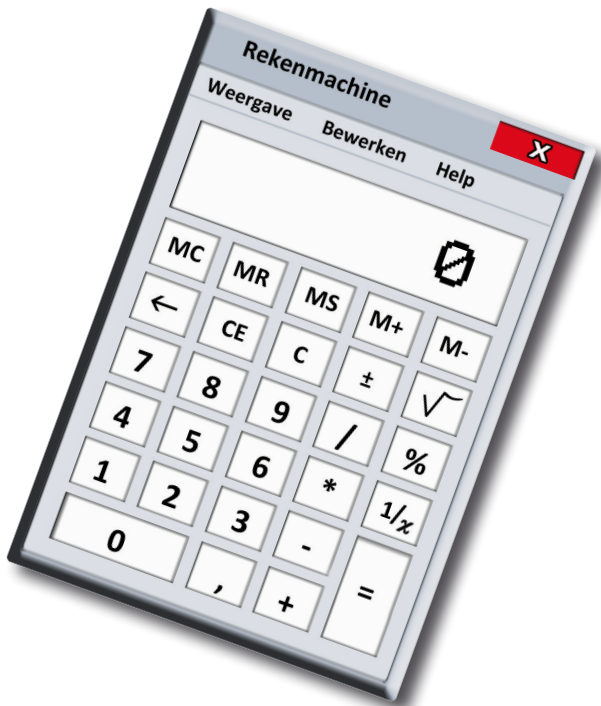 Rekenmachine
X
Weergave Bewerken Help
0
MC MR MS M+ M-
← CE C ± √
7 8 9 / %
4 5 6 * 1/x
1 2 3 - =
0 , +